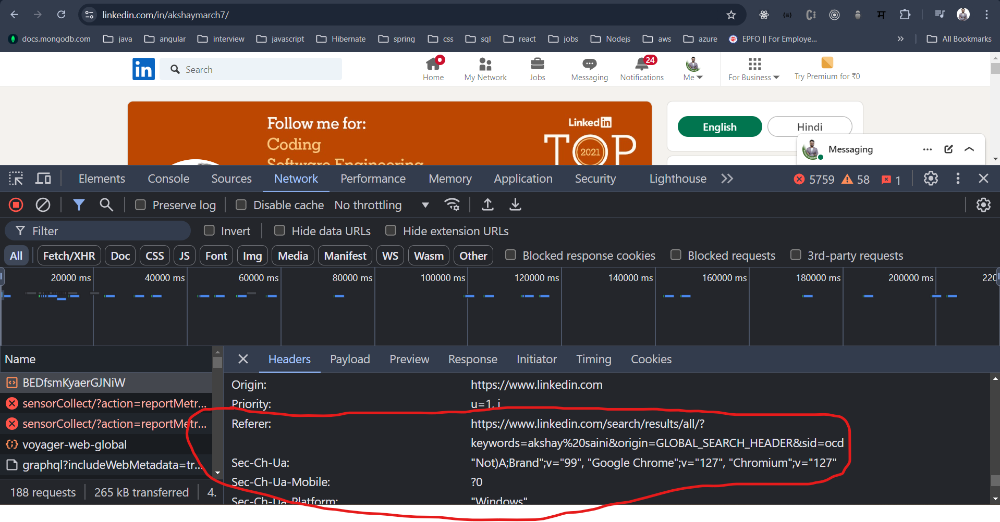 linkedin.com/in/akshaymarch7/
docs.mongodb.com java angular interview javascript Hibernate spring css sql react jobs Nodejs aws azure EPFO || For Employe... » All Bookmarks
in Search Home My Network Jobs Messaging 24 Notifications Me For Business Try Premium for ₹0
Follow me for:
Coding
Software Engineering
Linked in
TOP
2021
English Hindi
Messaging
Elements Console Sources Network Performance Memory Application Security Lighthouse 5759 58 1
Preserve log Disable cache No throttling
Filter Invert Hide data URLs Hide extension URLs
All Fetch/XHR Doc CSS JS Font Img Media Manifest WS Wasm Other Blocked response cookies Blocked requests 3rd-party requests
20000 ms 40000 ms 60000 ms 80000 ms 100000 ms 120000 ms 140000 ms 160000 ms 180000 ms 200000 ms 220
Name Headers Payload Preview Response Initiator Timing Cookies
BEDfsmKyaerGJNiW
sensorCollect/?action=reportMetr...
sensorCollect/?action=reportMetr...
voyager-web-global
graphql?includeWebMetadata=tr...
188 requests 265 kB transferred 4.
Origin: https://www.linkedin.com
Priority: u=1, i
Referer: https://www.linkedin.com/search/results/all/?
keywords=akshay%20saini&origin=GLOBAL_SEARCH_HEADER&sid=ocd
Sec-Ch-Ua: "Not)A;Brand";v="99", "Google Chrome";v="127", "Chromium";v="127"
Sec-Ch-Ua-Mobile: ?0
Sec-Ch-Ua-Platform: "Windows"